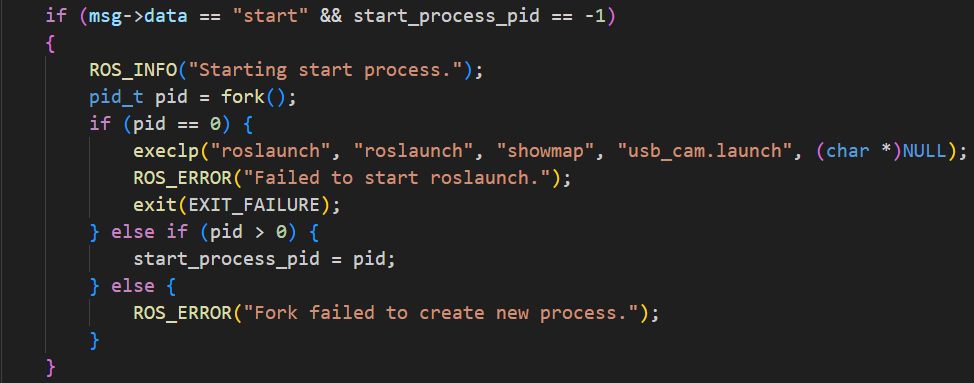 if (msg->data == "start" && start_process_pid == -1)
{
ROS_INFO("Starting start process.");
pid_t pid = fork();
if (pid == 0) {
execlp("roslaunch", "roslaunch", "showmap", "usb_cam.launch", (char *)NULL);
ROS_ERROR("Failed to start roslaunch.");
exit(EXIT_FAILURE);
} else if (pid > 0) {
start_process_pid = pid;
} else {
ROS_ERROR("Fork failed to create new process.");
}
}